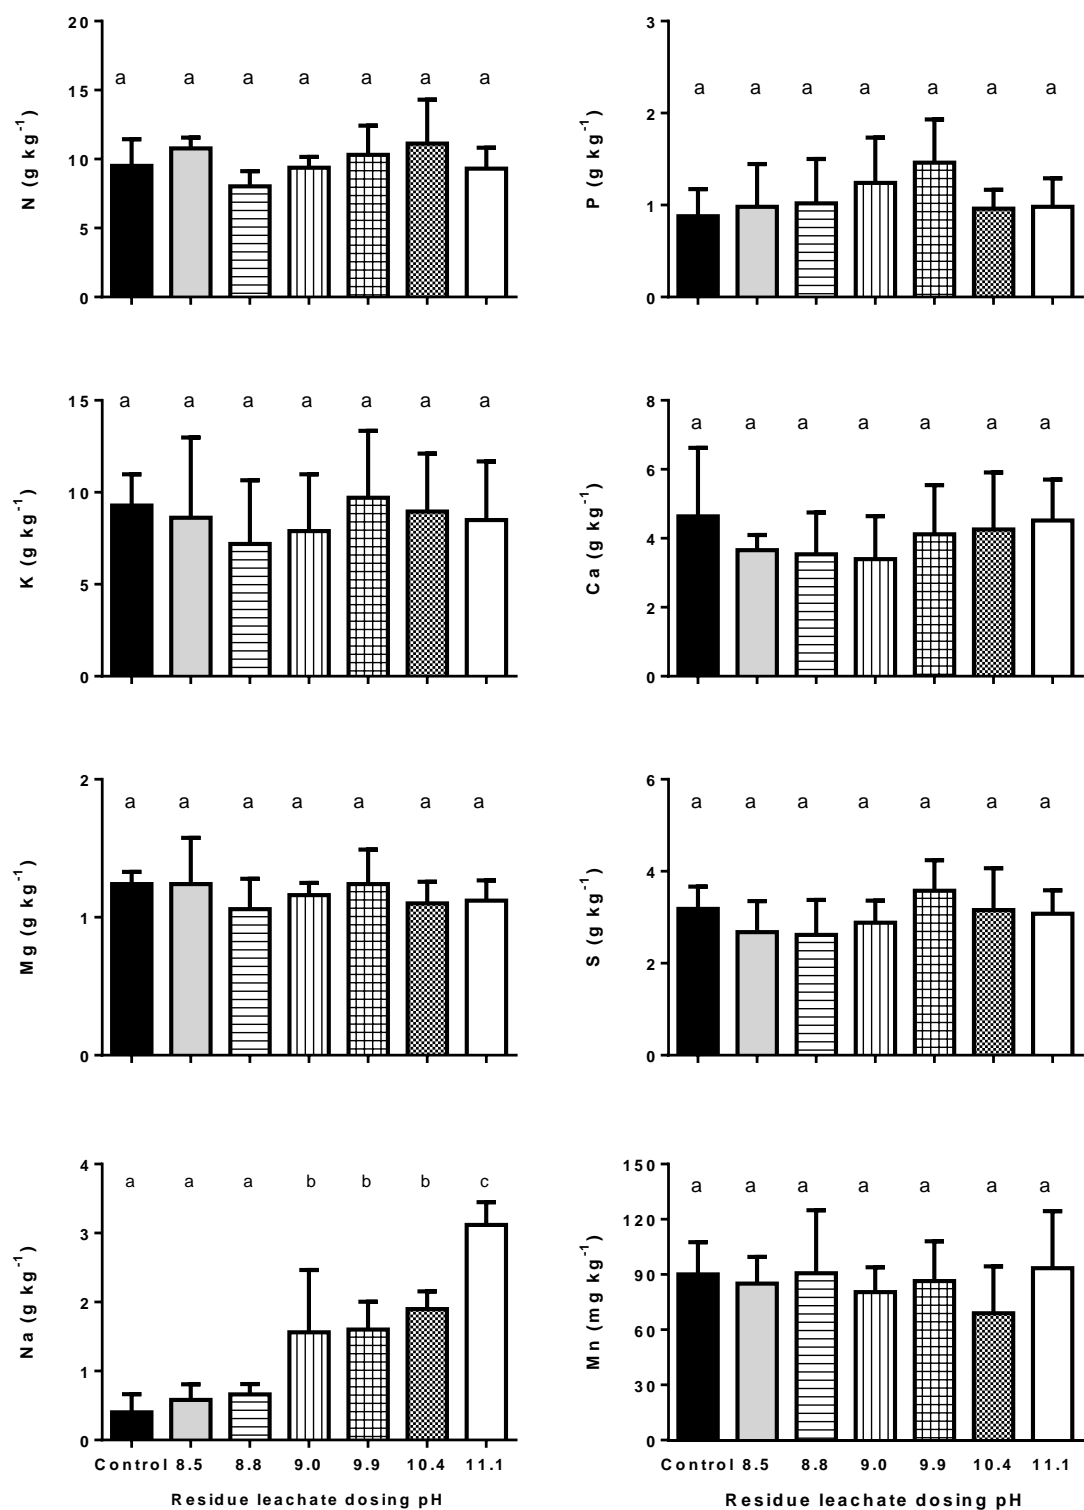 20
15
10
5
0
N (g kg-1)
a a a a a a a
3
2
1
0
P (g kg-1)
a a a a a a a
15
10
5
0
K (g kg-1)
a a a a a a a
8
6
4
2
0
Ca (g kg-1)
a a a a a a a
2
1
0
Mg (g kg-1)
a a a a a a a
6
4
2
0
S (g kg-1)
a a a a a a a
4
3
2
1
0
Na (g kg-1)
a a a b b b c
Control 8.5 8.8 9.0 9.9 10.4 11.1
Residue leachate dosing pH
150
120
90
60
30
0
Mn (mg kg-1)
a a a a a a a
Control 8.5 8.8 9.0 9.9 10.4 11.1
Residue leachate dosing pH